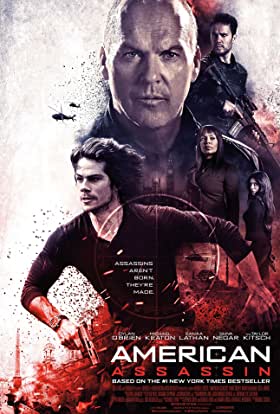 ASSASSINS
AREN'T
BORN.
THEY'RE
MADE.
DYLAN O'BRIEN MICHAEL KEATON SANAA LATHAN SHIVA NEGAR AND TAYLOR KITSCH
AMERICAN
ASSASSIN
BASED ON THE #1 NEW YORK TIMES BESTSELLER